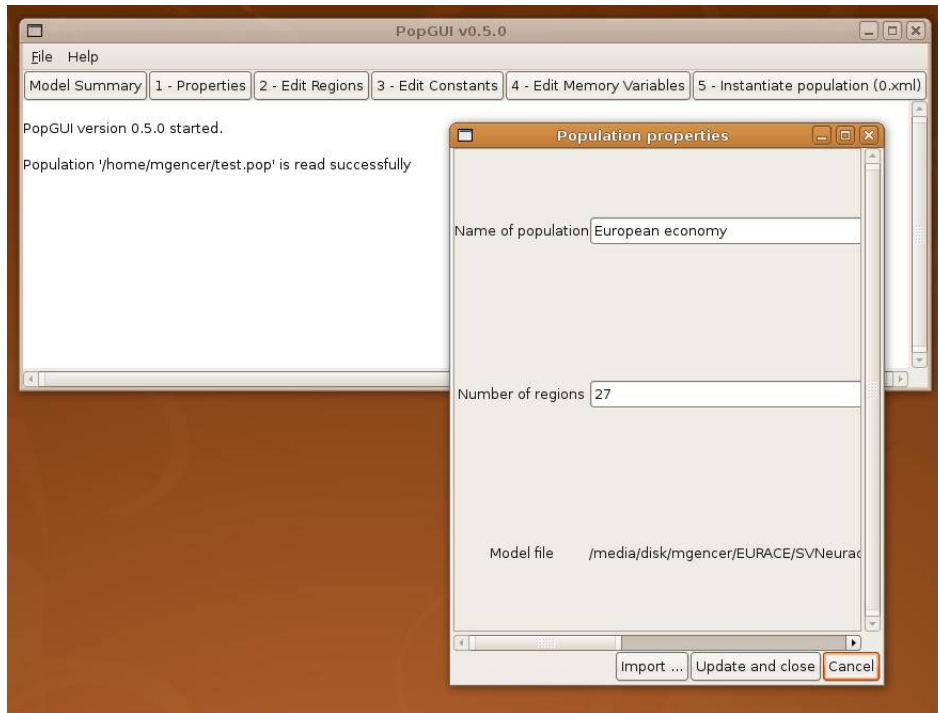 PopGUI v0.5.0
File Help
Model Summary 1 - Properties 2 - Edit Regions 3 - Edit Constants 4 - Edit Memory Variables 5 - Instantiate population (0.xml)
PopGUI version 0.5.0 started.
Population '/home/mgencer/test.pop' is read successfully
Population properties
Name of population European economy
Number of regions 27
Model file /media/disk/mgencer/EURACE/SVNeurac
Import ... Update and close Cancel